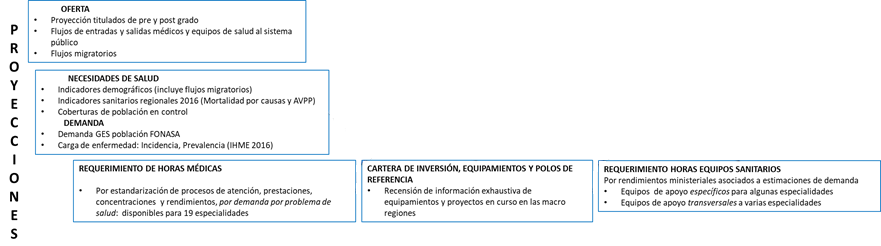 PROYECCIONES
OFERTA
• Proyección titulados de pre y post grado
• Flujos de entradas y salidas médicos y equipos de salud al sistema
público
• Flujos migratorios
NECESIDADES DE SALUD
• Indicadores demográficos (incluye flujos migratorios)
• Indicadores sanitarios regionales 2016 (Mortalidad por causas y AVPP)
• Coberturas de población en control
DEMANDA
• Demanda GES población FONASA
• Carga de enfermedad: Incidencia, Prevalencia (IHME 2016)
REQUERIMIENTO DE HORAS MÉDICAS
• Por estandarización de procesos de atención, prestaciones,
concentraciones y rendimientos, por demanda por problema de
salud: disponibles para 19 especialidades
CARTERA DE INVERSIÓN, EQUIPAMIENTOS Y POLOS DE
REFERENCIA
• Recensión de información exhaustiva de
equipamientos y proyectos en curso en las macro
regiones
REQUERIMIENTO HORAS EQUIPOS SANITARIOS
Por rendimientos ministeriales asociados a estimaciones de demanda
• Equipos de apoyo específicos para algunas especialidades
• Equipos de apoyo transversales a varias especialidades